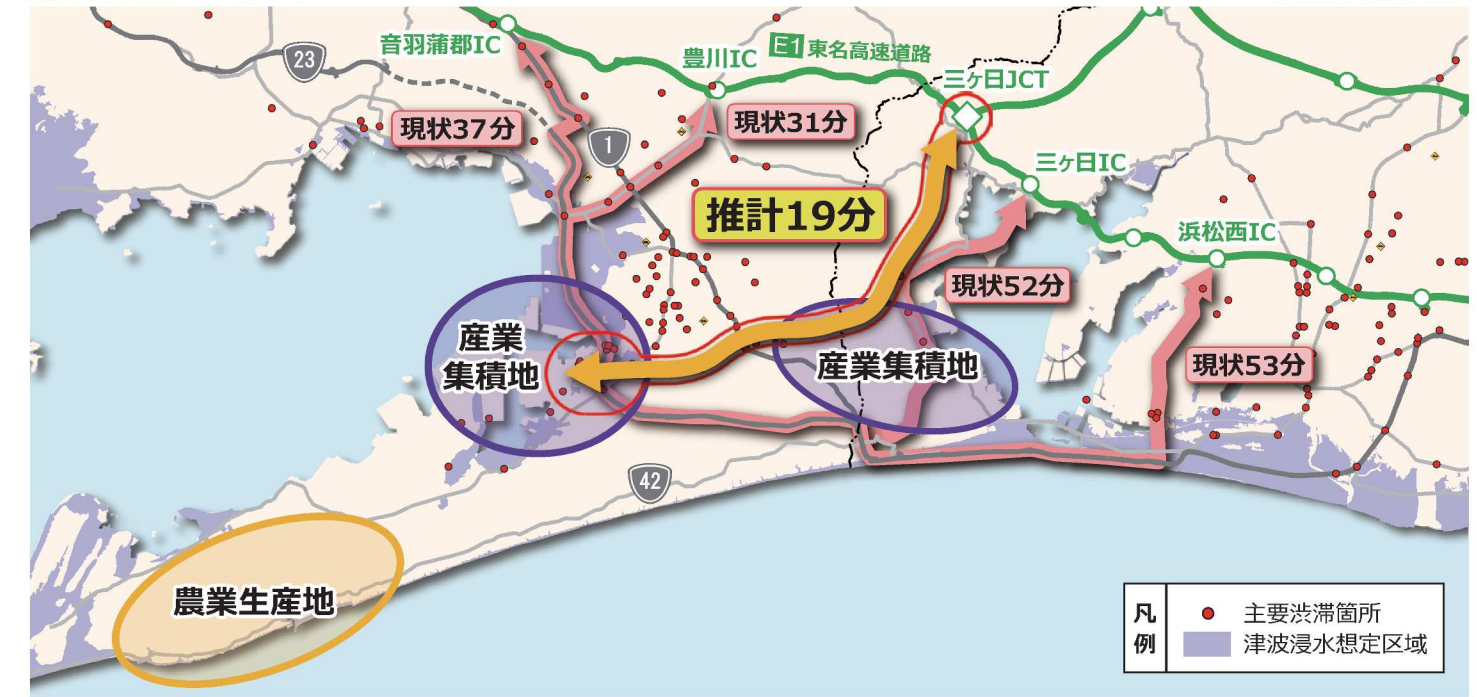 音羽蒲郡IC
23
豊川IC
E1 東名高速道路
三ヶ日JCT
現状37分
現状31分
1
三ヶ日IC
推計19分
浜松西IC
現状52分
産業
集積地
産業集積地
現状53分
42
農業生産地
凡
例
主要渋滞箇所
津波浸水想定区域